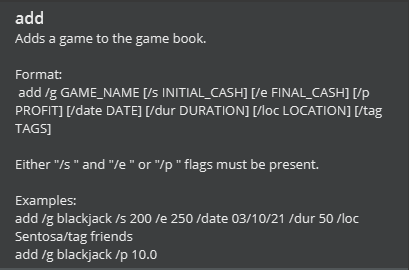 add
Adds a game to the game book.
Format:
add /g GAME_NAME [/s INITIAL_CASH] [/e FINAL_CASH] [/p
PROFIT] [/date DATE] [/dur DURATION] [/loc LOCATION] [/tag
TAGS]
Either "/s " and "/e " or "/p " flags must be present.
Examples:
add /g blackjack /s 200 /e 250 /date 03/10/21 /dur 50 /loc
Sentosa/tag friends
add /g blackjack /p 10.0